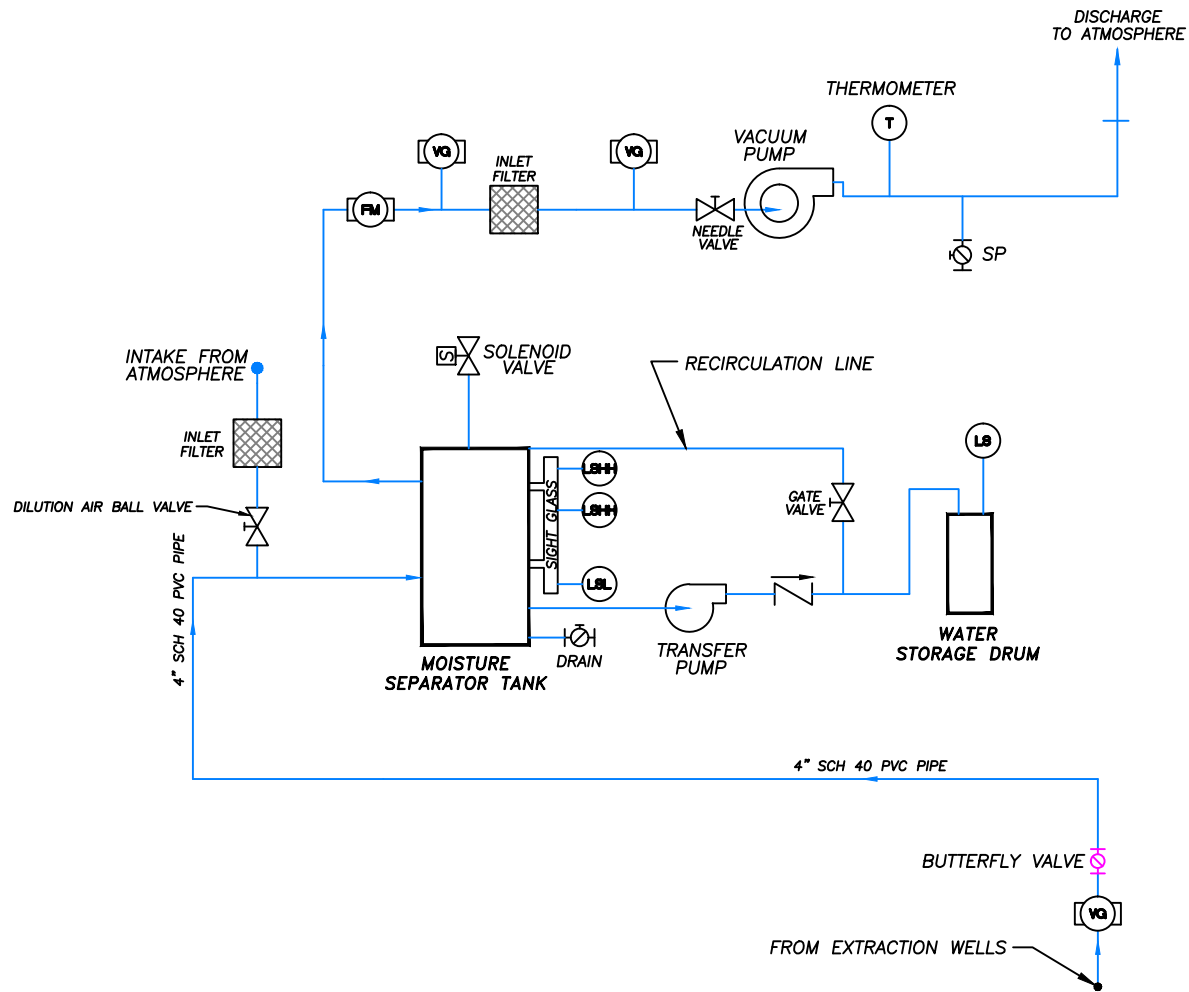 DISCHARGE
TO ATMOSPHERE
THERMOMETER
T
VACUUM
PUMP
VG
VG
INLET
FILTER
FM
NEEDLE
VALVE
SP
INTAKE FROM
ATMOSPHERE
S
SOLENOID
VALVE
RECIRCULATION LINE
INLET
FILTER
LS
LSHH
LSHH
LSL
SIGHT GLASS
GATE
VALVE
DILUTION AIR BALL VALVE
4" SCH 40 PVC PIPE
DRAIN
TRANSFER
PUMP
WATER
STORAGE DRUM
MOISTURE
SEPARATOR TANK
4" SCH 40 PVC PIPE
BUTTERFLY VALVE
VG
FROM EXTRACTION WELLS